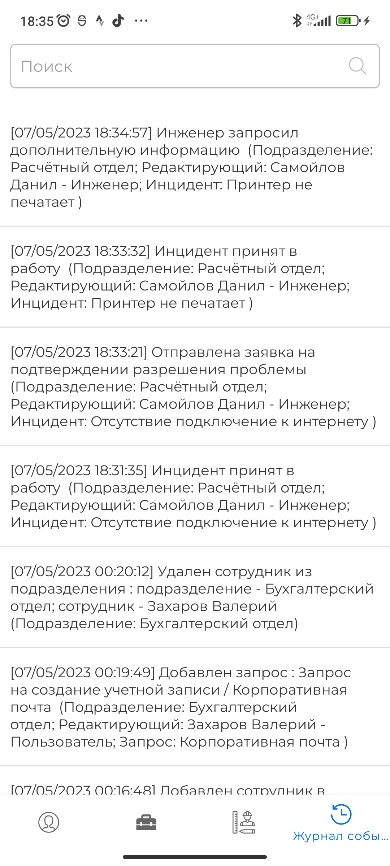 18:35
4G+
71
Поиск
[07/05/2023 18:34:57] Инженер запросил
дополнительную информацию  (Подразделение:
Расчётный отдел; Редактирующий: Самойлов
Данил - Инженер; Инцидент: Принтер не
печатает )
[07/05/2023 18:33:32] Инцидент принят в
работу  (Подразделение: Расчётный отдел;
Редактирующий: Самойлов Данил - Инженер;
Инцидент: Принтер не печатает )
[07/05/2023 18:33:21] Отправлена заявка на
подтверждении разрешения проблемы
(Подразделение: Расчётный отдел;
Редактирующий: Самойлов Данил - Инженер;
Инцидент: Отсутствие подключение к интернету )
[07/05/2023 18:31:35] Инцидент принят в
работу  (Подразделение: Расчётный отдел;
Редактирующий: Самойлов Данил - Инженер;
Инцидент: Отсутствие подключение к интернету )
[07/05/2023 00:20:12] Удален сотрудник из
подразделения : подразделение - Бухгалтерский
отдел; сотрудник - Захаров Валерий
(Подразделение: Бухгалтерский отдел)
[07/05/2023 00:19:49] Добавлен запрос : Запрос
на создание учетной записи / Корпоративная
почта  (Подразделение: Бухгалтерский
отдел; Редактирующий: Захаров Валерий -
Пользователь; Запрос: Корпоративная почта )
[07/05/2023 00:16:48] Добавлен сотрудник в
Журнал собы...